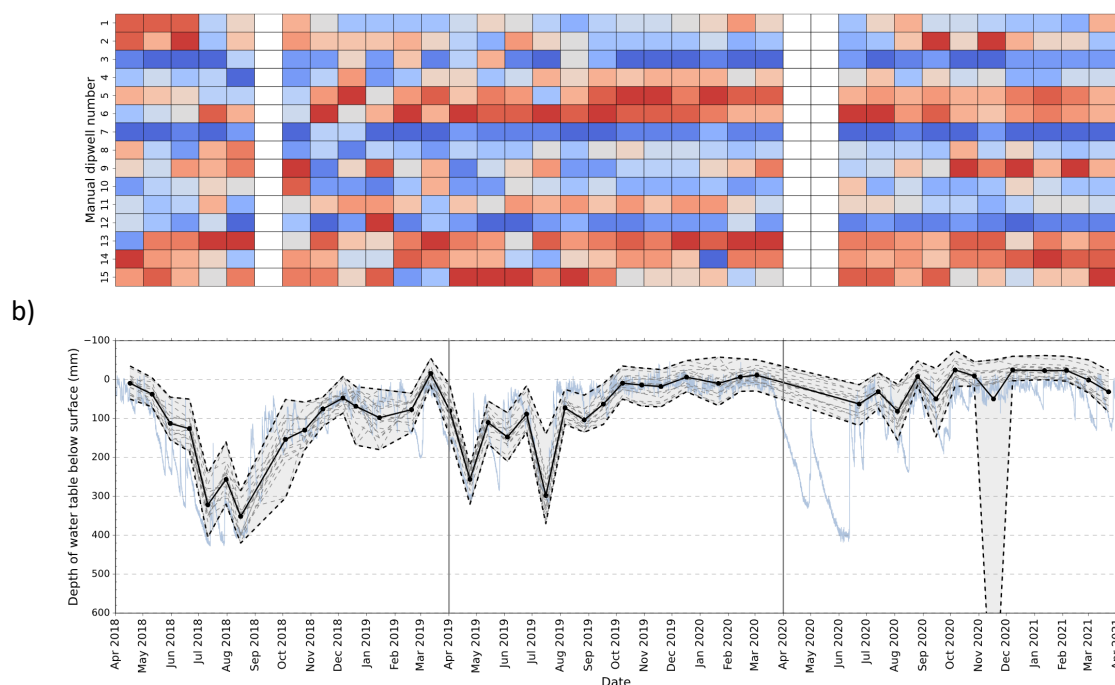 Manual dipwell number
1
2
3
4
5
6
7
8
9
10
11
12
13
14
15
b)
Depth of water table below surface (mm)
−100
0
100
200
300
400
500
600
Apr 2018
May 2018
Jun 2018
Jul 2018
Aug 2018
Sep 2018
Oct 2018
Nov 2018
Dec 2018
Jan 2019
Feb 2019
Mar 2019
Apr 2019
May 2019
Jun 2019
Jul 2019
Aug 2019
Sep 2019
Oct 2019
Nov 2019
Dec 2019
Jan 2020
Feb 2020
Mar 2020
Apr 2020
May 2020
Jun 2020
Jul 2020
Aug 2020
Sep 2020
Oct 2020
Nov 2020
Dec 2020
Jan 2021
Feb 2021
Mar 2021
Date